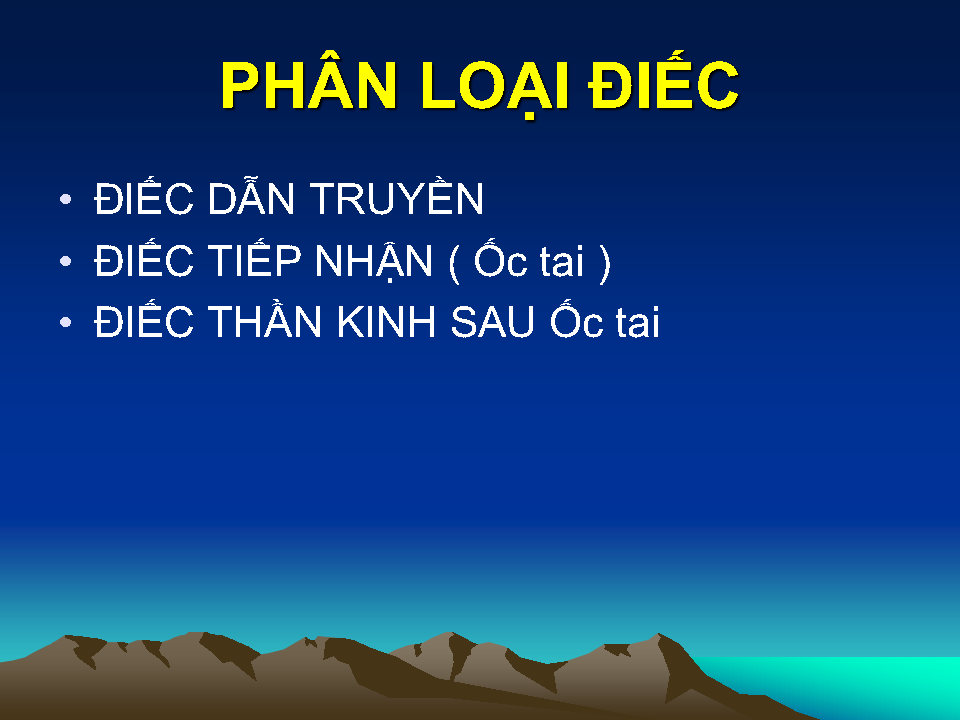 PHÂN LOẠI ĐIẾC
• ĐIẾC DẪN TRUYỀN
• ĐIẾC TIẾP NHẬN ( Ốc tai )
• ĐIẾC THẦN KINH SAU Ốc tai